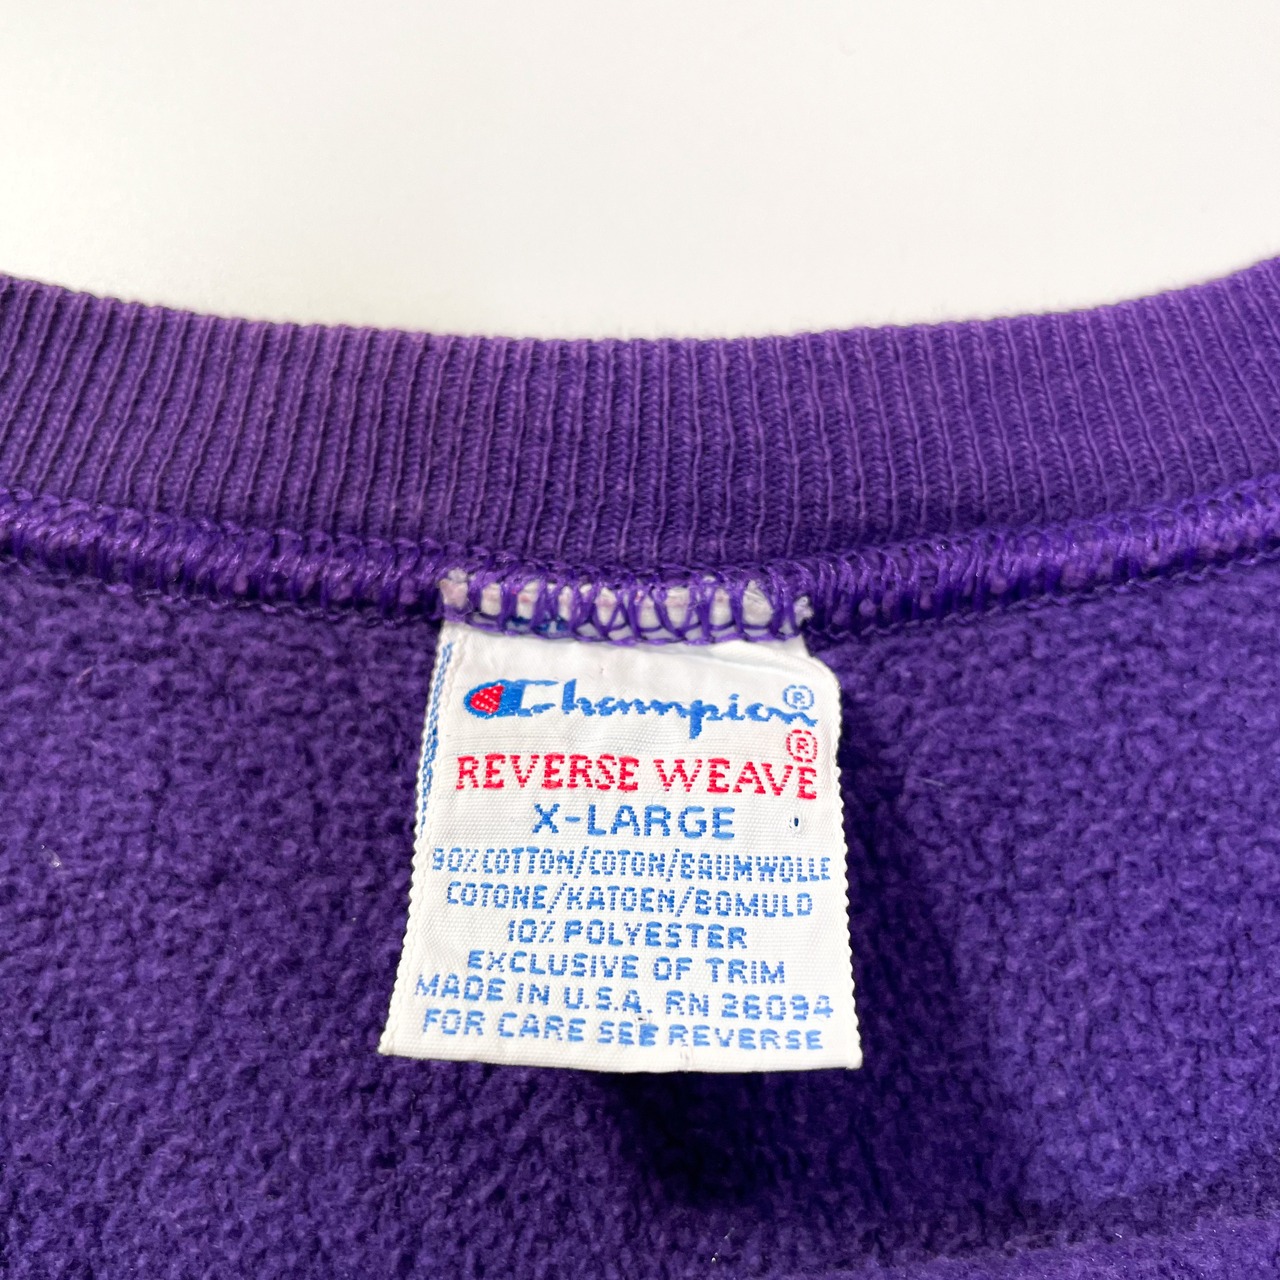 Champion®
REVERSE WEAVE®
X-LARGE
90% COTTON/COTON/BAUMWOLLE
COTONE/KATOEN/BOMULD
10% POLYESTER
EXCLUSIVE OF TRIM
MADE IN U.S.A. RN 26094
FOR CARE SEE REVERSE